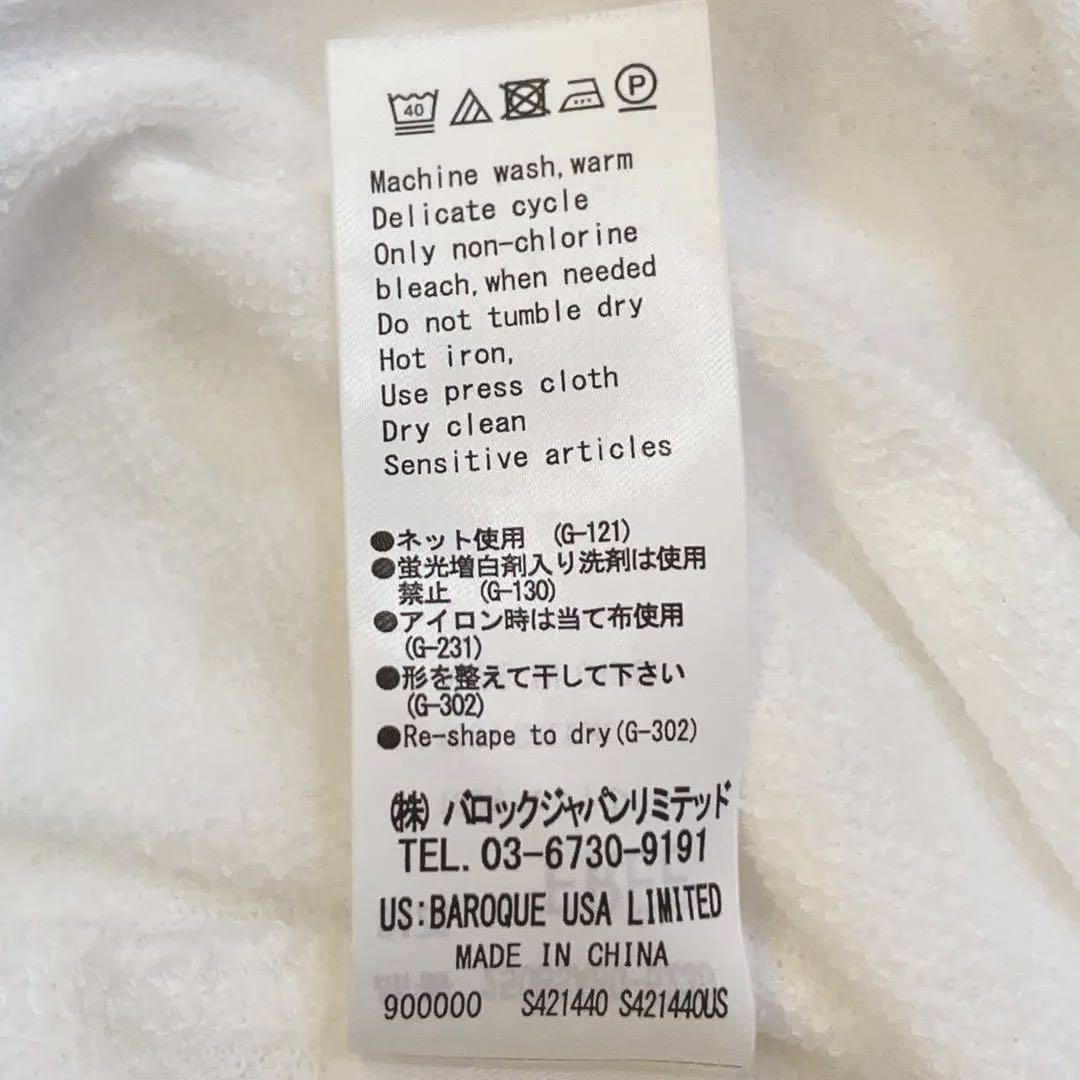 40 P
Machine wash,warm
Delicate cycle
Only non-chlorine
bleach,when needed
Do not tumble dry
Hot iron,
Use press cloth
Dry clean
Sensitive articles
●ネット使用 (G-121)
●蛍光増白剤入り洗剤は使用
禁止 (G-130)
●アイロン時は当て布使用
(G-231)
●形を整えて干して下さい
(G-302)
●Re-shape to dry(G-302)
(株) バロックジャパンリミテッド
TEL. 03-6730-9191
US:BAROQUE USA LIMITED
MADE IN CHINA
900000 S421440 S421440US